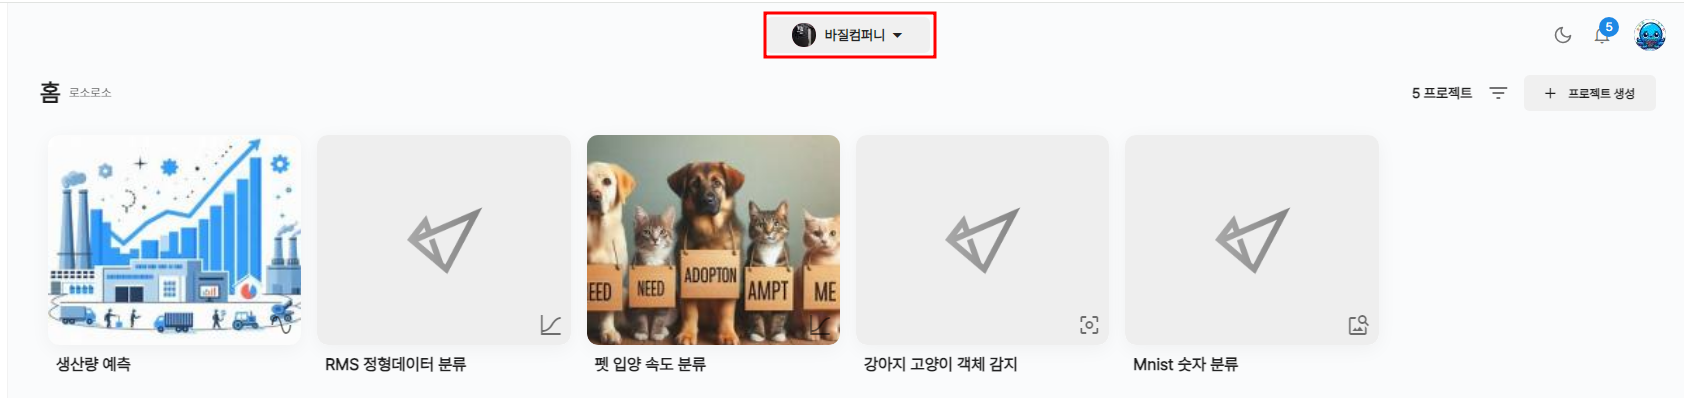 바질컴퍼니
5
홈 로소로소
5 프로젝트
+ 프로젝트 생성
EED
NEED
ADOPTON
AMPT
ME
생산량 예측
RMS 정형데이터 분류
펫 입양 속도 분류
강아지 고양이 객체 감지
Mnist 숫자 분류